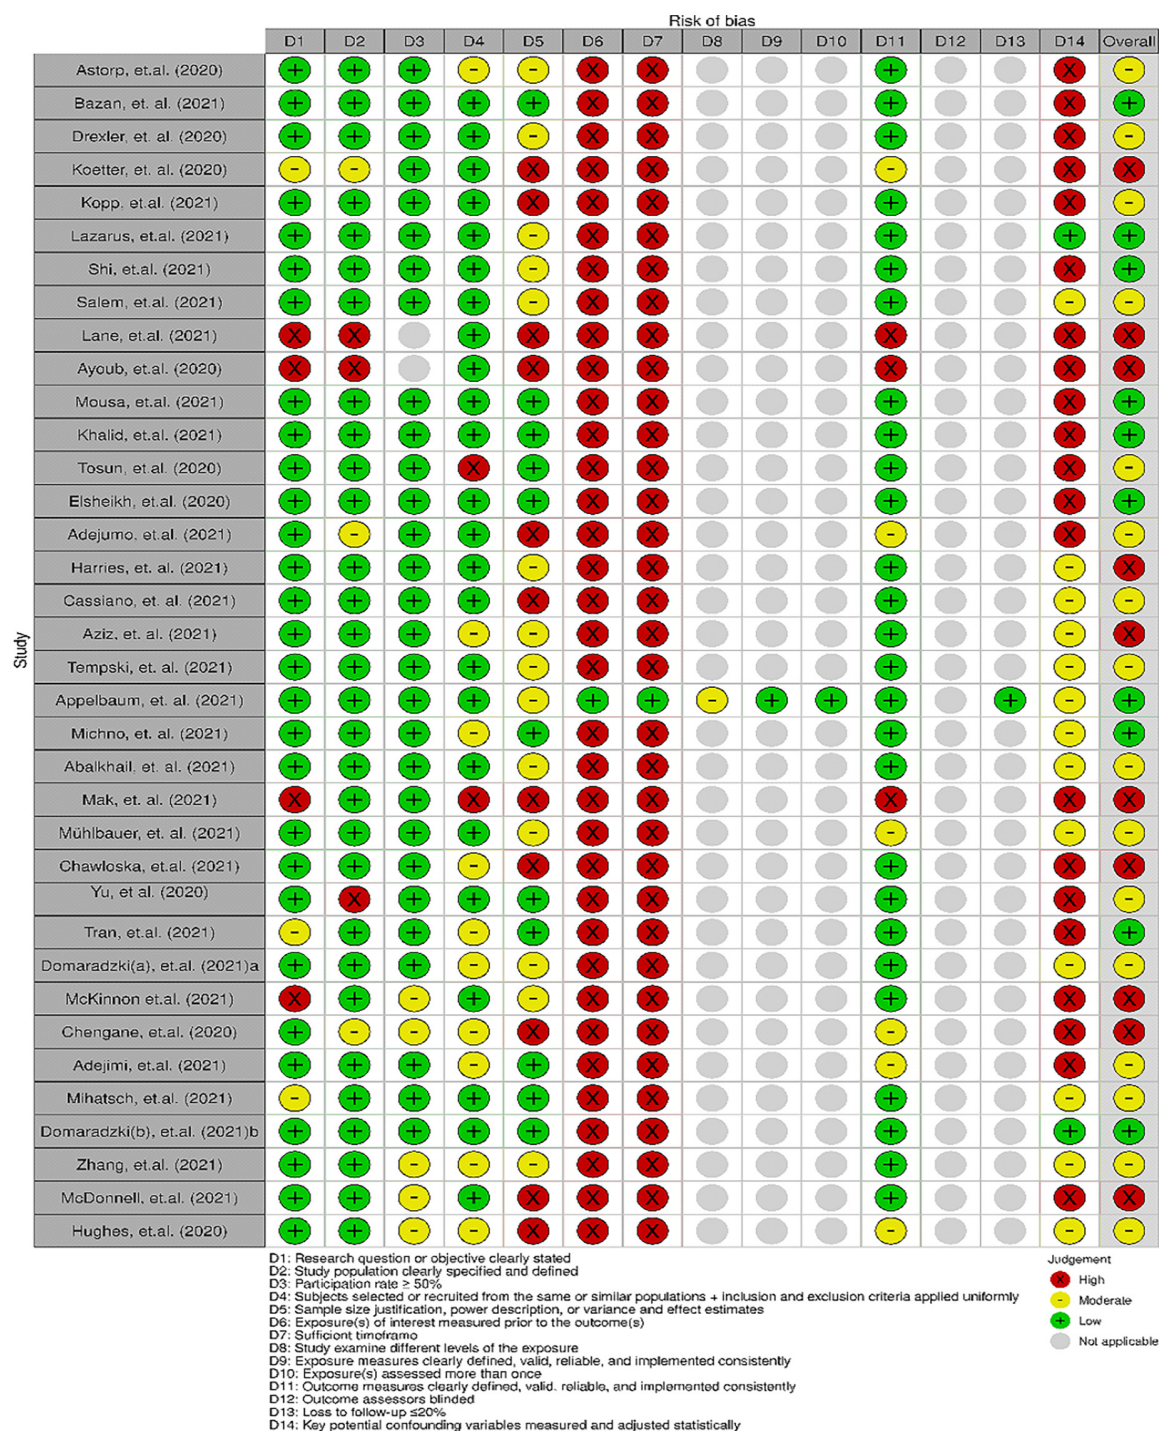 Risk of bias
D1 D2 D3 D4 D5 D6 D7 D8 D9 D10 D11 D12 D13 D14 Overall
Study
Astorp, et.al. (2020) + + + - - X X + X -
Bazan, et. al. (2021) + + + + + X X + X +
Drexler, et. al. (2020) + + + + - X X + X -
Koetter, et. al. (2020) - - + + X X X - X X
Kopp, et.al. (2021) + + + + X X X + X -
Lazarus, et.al. (2021) + + + + - X X + + +
Shi, et.al. (2021) + + + + - X X + X +
Salem, et.al. (2021) + + + + - X X + - -
Lane, et.al. (2021) X X + X X X X X X
Ayoub, et.al. (2020) X X + X X X X X X
Mousa, et.al. (2021) + + + + + X X + X +
Khalid, et.al. (2021) + + + + + X X + X +
Tosun, et.al. (2020) + + + X + X X + X -
Elsheikh, et.al. (2020) + + + + + X X + X +
Adejumo, et.al. (2021) + - + + X X X - X -
Harries, et. al. (2021) + + + + - X X + - X
Cassiano, et. al. (2021) + + + + X X X + - -
Aziz, et. al. (2021) + + + - - X X + - X
Tempski, et. al. (2021) + + + + - X X + - -
Appelbaum, et. al. (2021) + + + + - + + - + + + + - +
Michno, et. al. (2021) + + + - + X X + - +
Abalkhail, et. al. (2021) + + + + - X X + - -
Mak, et. al. (2021) X + + X X X X X X X
Mühlbauer, et. al. (2021) + + + + - X X - - -
Chawloska, et.al. (2021) + + + - X X X + X X
Yu, et al. (2020) + X + + + X X + X -
Tran, et.al. (2021) - + + - + X X + X +
Domaradzki(a), et.al. (2021)a + + + - - X X + - -
McKinnon et.al. (2021) X + - + - X X + X X
Chengane, et.al. (2020) + - - - X X X - X X
Adejimi, et.al. (2021) + + + - + X X - X -
Mihatsch, et.al. (2021) - + + + + X X + - -
Domaradzki(b), et.al. (2021)b + + + + + X X + + +
Zhang, et.al. (2021) + + - - - X X + - -
McDonnell, et.al. (2021) + + - + X X X + X X
Hughes, et.al. (2020) + + - - X X X - - -
D1: Research question or objective clearly stated
D2: Study population clearly specified and defined
D3: Participation rate ≥ 50%
D4: Subjects selected or recruited from the same or similar populations + inclusion and exclusion criteria applied uniformly
D5: Sample size justification, power description, or variance and effect estimates
D6: Exposure(s) of interest measured prior to the outcome(s)
D7: Sufficient timeframo
D8: Study examine different levels of the exposure
D9: Exposure measures clearly defined, valid, reliable, and implemented consistently
D10: Exposure(s) assessed more than once
D11: Outcome measures clearly defined, valid. reliable, and implemented consistently
D12: Outcome assessors blinded
D13: Loss to follow-up ≤20%
D14: Key potential confounding variables measured and adjusted statistically
Judgement
X High
- Moderate
+ Low
Not applicable